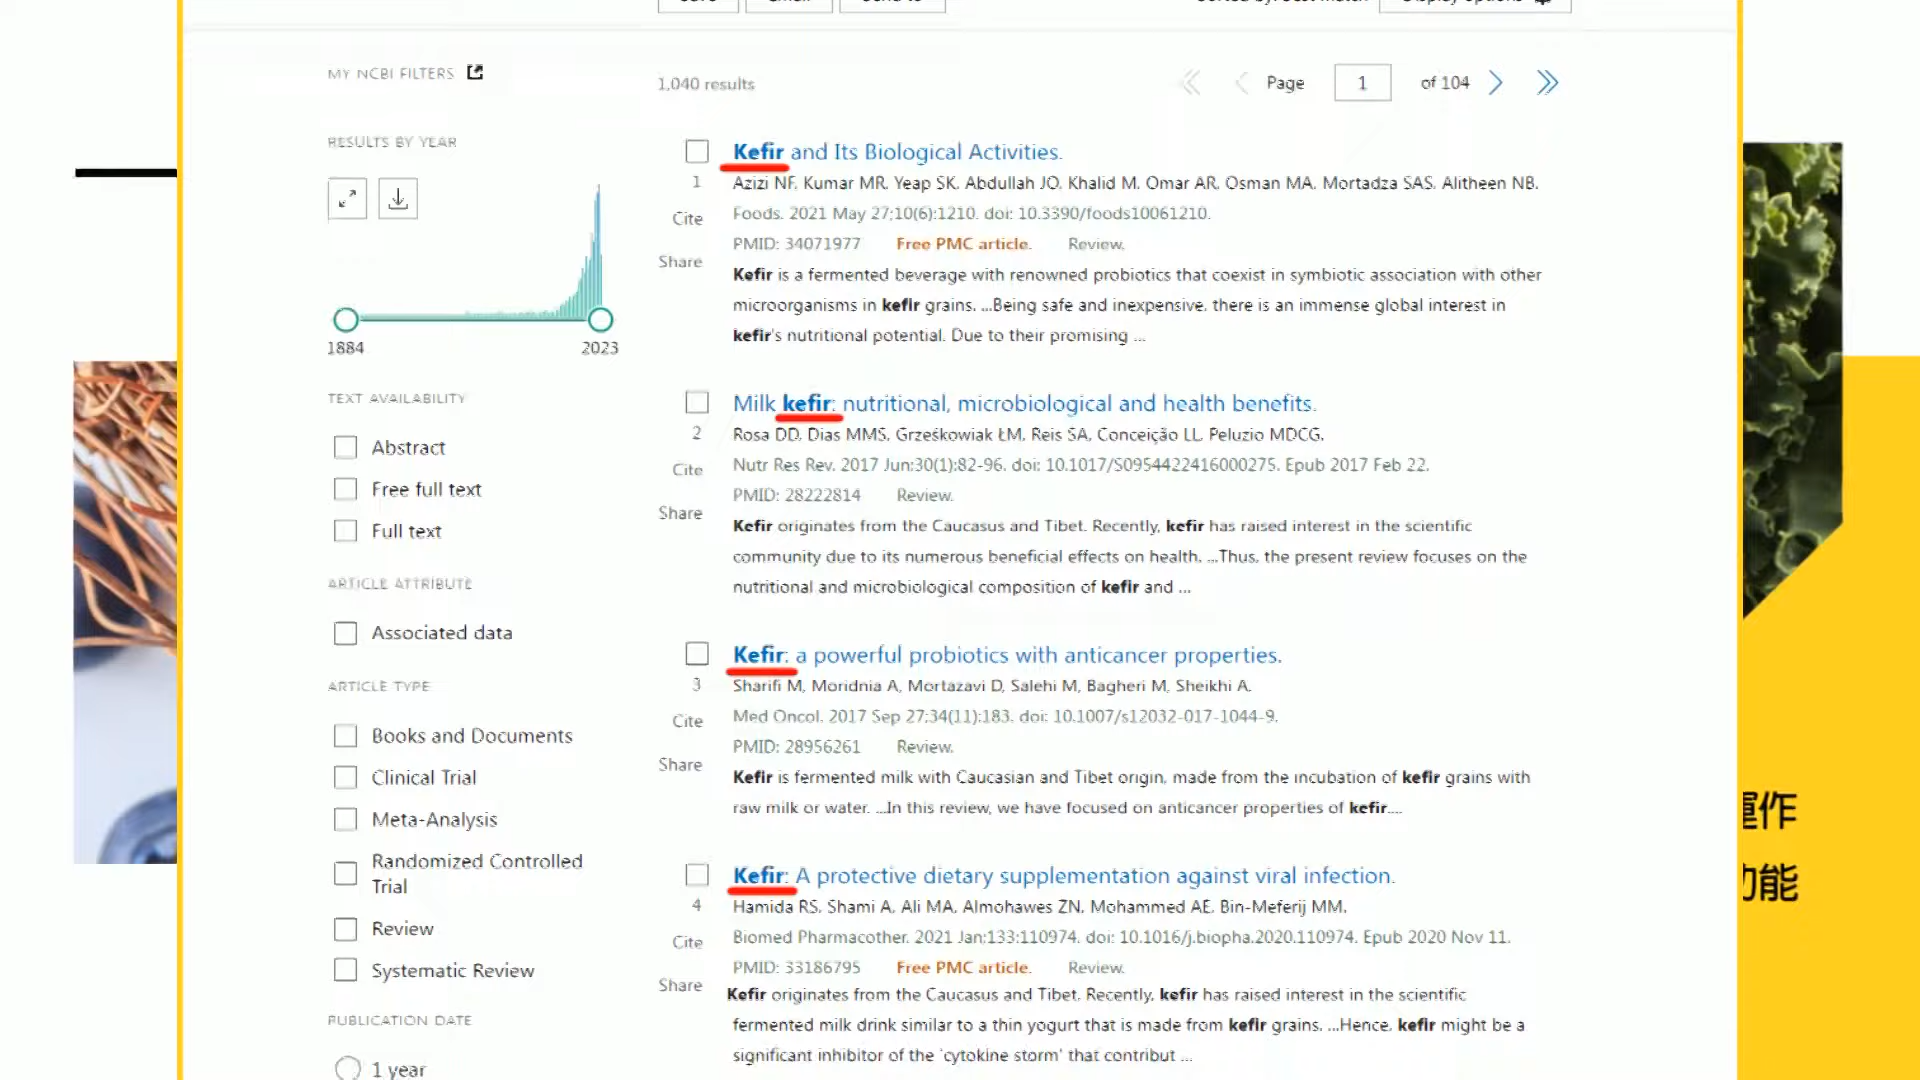 MY NCBI FILTERS
1,040 results
Page 1 of 104
RESULTS BY YEAR
1884 2023
TEXT AVAILABILITY
Abstract
Free full text
Full text
ARTICLE ATTRIBUTE
Associated data
ARTICLE TYPE
Books and Documents
Clinical Trial
Meta-Analysis
Randomized Controlled
Trial
Review
Systematic Review
PUBLICATION DATE
1 year
Kefir and Its Biological Activities.
1
Azizi NF, Kumar MR, Yeap SK, Abdullah JO, Khalid M, Omar AR, Osman MA, Mortadza SAS, Alitheen NB.
Cite
Foods. 2021 May 27;10(6):1210. doi: 10.3390/foods10061210.
PMID: 34071977 Free PMC article. Review.
Share
Kefir is a fermented beverage with renowned probiotics that coexist in symbiotic association with other
microorganisms in kefir grains. ...Being safe and inexpensive, there is an immense global interest in
kefir's nutritional potential. Due to their promising ...
Milk kefir: nutritional, microbiological and health benefits.
2
Rosa DD, Dias MMS, Grześkowiak ŁM, Reis SA, Conceição LL, Peluzio MDCG.
Cite
Nutr Res Rev. 2017 Jun;30(1):82-96. doi: 10.1017/S0954422416000275. Epub 2017 Feb 22.
PMID: 28222814 Review.
Share
Kefir originates from the Caucasus and Tibet. Recently, kefir has raised interest in the scientific
community due to its numerous beneficial effects on health. ...Thus, the present review focuses on the
nutritional and microbiological composition of kefir and ...
Kefir: a powerful probiotics with anticancer properties.
3
Sharifi M, Moridnia A, Mortazavi D, Salehi M, Bagheri M, Sheikhi A.
Cite
Med Oncol. 2017 Sep 27;34(11):183. doi: 10.1007/s12032-017-1044-9.
PMID: 28956261 Review.
Share
Kefir is fermented milk with Caucasian and Tibet origin, made from the incubation of kefir grains with
raw milk or water. ...In this review, we have focused on anticancer properties of kefir....
Kefir: A protective dietary supplementation against viral infection.
4
Hamida RS, Shami A, Ali MA, Almohawes ZN, Mohammed AE, Bin-Meferij MM.
Cite
Biomed Pharmacother. 2021 Jan;133:110974. doi: 10.1016/j.biopha.2020.110974. Epub 2020 Nov 11.
PMID: 33186795 Free PMC article. Review.
Share
Kefir originates from the Caucasus and Tibet. Recently, kefir has raised interest in the scientific
fermented milk drink similar to a thin yogurt that is made from kefir grains. ...Hence, kefir might be a
significant inhibitor of the 'cytokine storm' that contribut ...
作
能